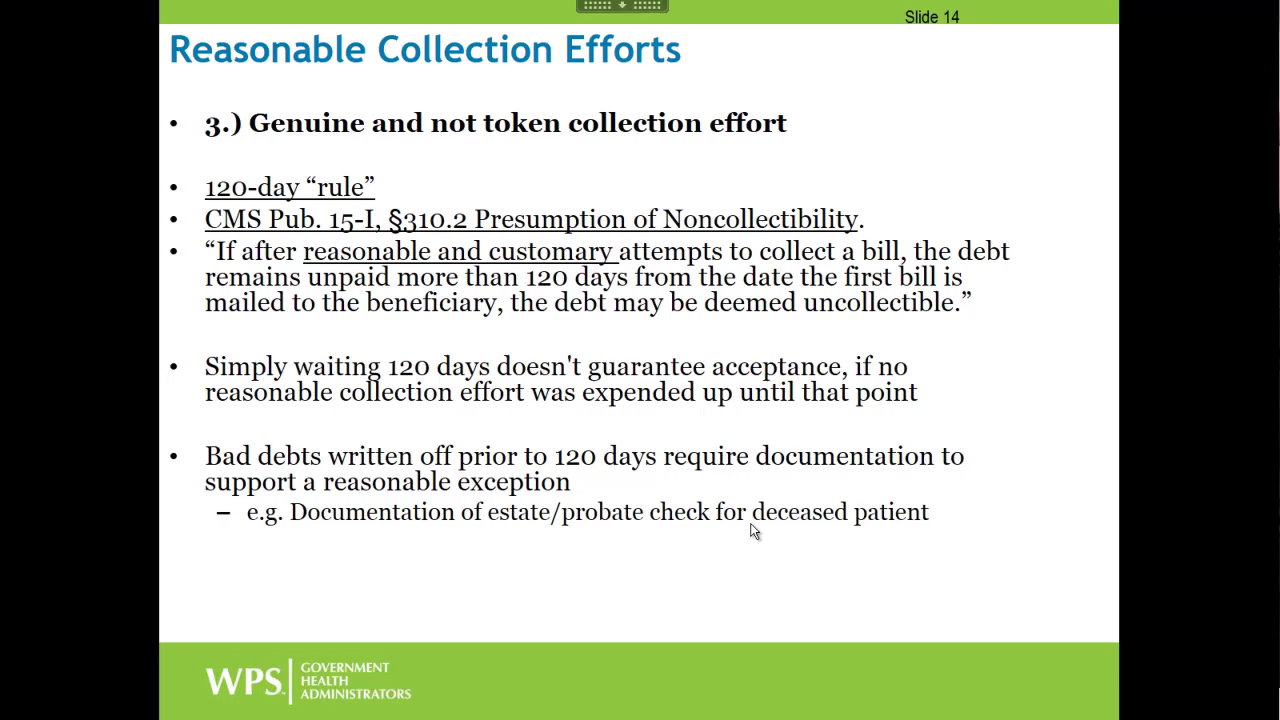 Slide 14
Reasonable Collection Efforts
• 3.) Genuine and not token collection effort
• 120-day “rule”
• CMS Pub. 15-I, §310.2 Presumption of Noncollectibility.
• “If after reasonable and customary attempts to collect a bill, the debt
remains unpaid more than 120 days from the date the first bill is
mailed to the beneficiary, the debt may be deemed uncollectible.”
• Simply waiting 120 days doesn't guarantee acceptance, if no
reasonable collection effort was expended up until that point
• Bad debts written off prior to 120 days require documentation to
support a reasonable exception
– e.g. Documentation of estate/probate check for deceased patient
WPS
GOVERNMENT
HEALTH
ADMINISTRATORS